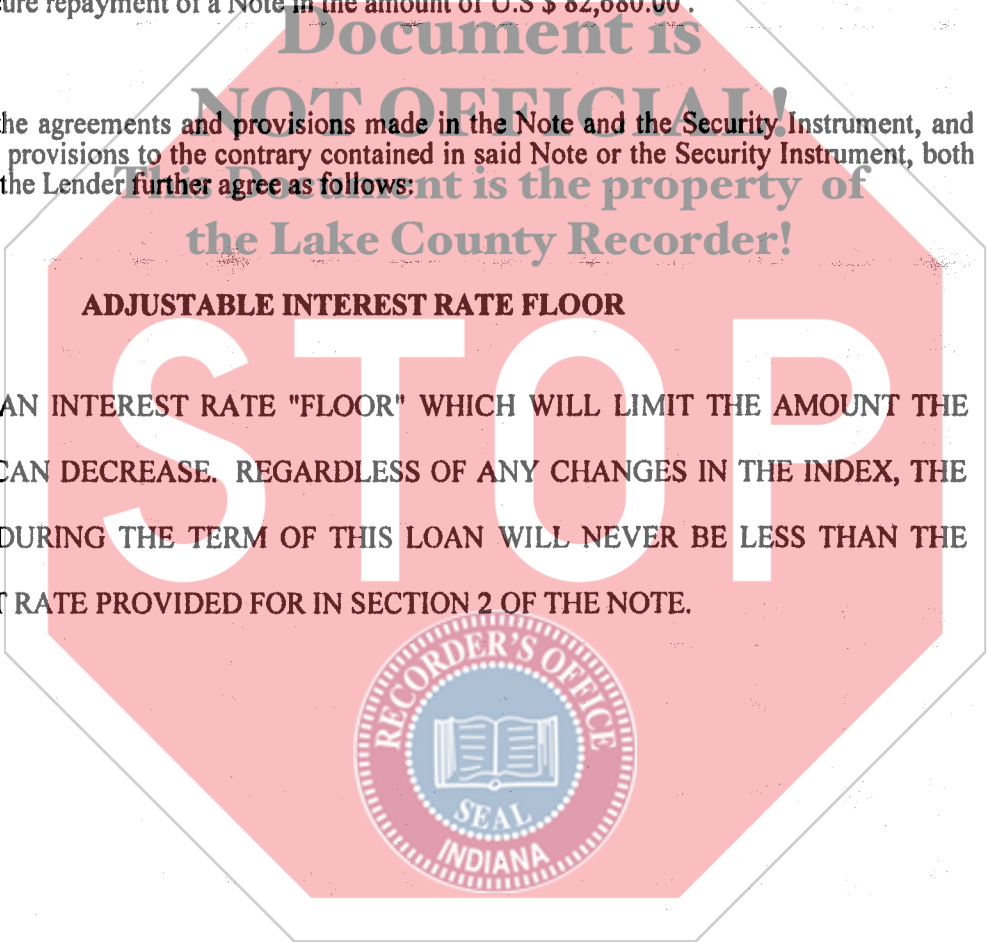 cure repayment of a Note in the amount of U.S $ 82,680.00 .
Document is
NOT OFFICIAL!
he agreements and provisions made in the Note and the Security Instrument, and
provisions to the contrary contained in said Note or the Security Instrument, both
the Lender further agree as follows:
This Document is the property of
the Lake County Recorder!
ADJUSTABLE INTEREST RATE FLOOR
AN INTEREST RATE "FLOOR" WHICH WILL LIMIT THE AMOUNT THE
CAN DECREASE. REGARDLESS OF ANY CHANGES IN THE INDEX, THE
DURING THE TERM OF THIS LOAN WILL NEVER BE LESS THAN THE
T RATE PROVIDED FOR IN SECTION 2 OF THE NOTE.
STOP
RECORDER'S OFFICE
SEAL
INDIANA